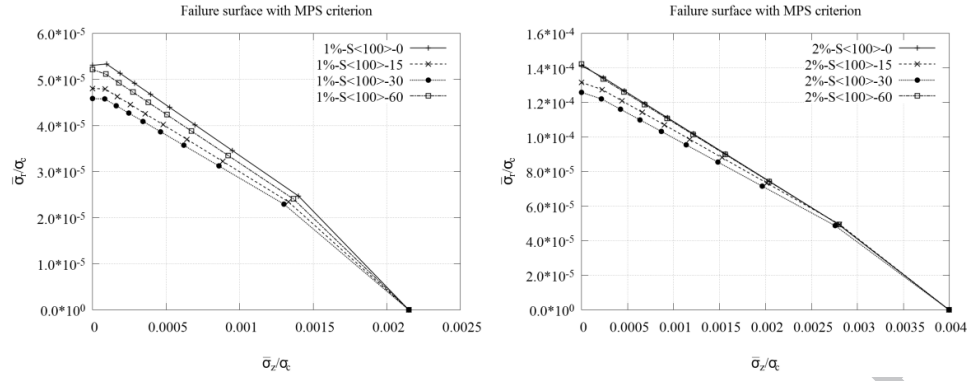 Failure surface with MPS criterion
6.0*10-5
5.0*10-5
4.0*10-5
3.0*10-5
2.0*10-5
1.0*10-5
0.0*100
σ̄r/σc
1%-S<100>-0
1%-S<100>-15
1%-S<100>-30
1%-S<100>-60
0 0.0005 0.001 0.0015 0.002 0.0025
σ̄z/σc
Failure surface with MPS criterion
1.6*10-4
1.4*10-4
1.2*10-4
1.0*10-4
8.0*10-5
6.0*10-5
4.0*10-5
2.0*10-5
0.0*100
σ̄r/σc
2%-S<100>-0
2%-S<100>-15
2%-S<100>-30
2%-S<100>-60
0 0.0005 0.001 0.0015 0.002 0.0025 0.003 0.0035 0.004
σ̄z/σc